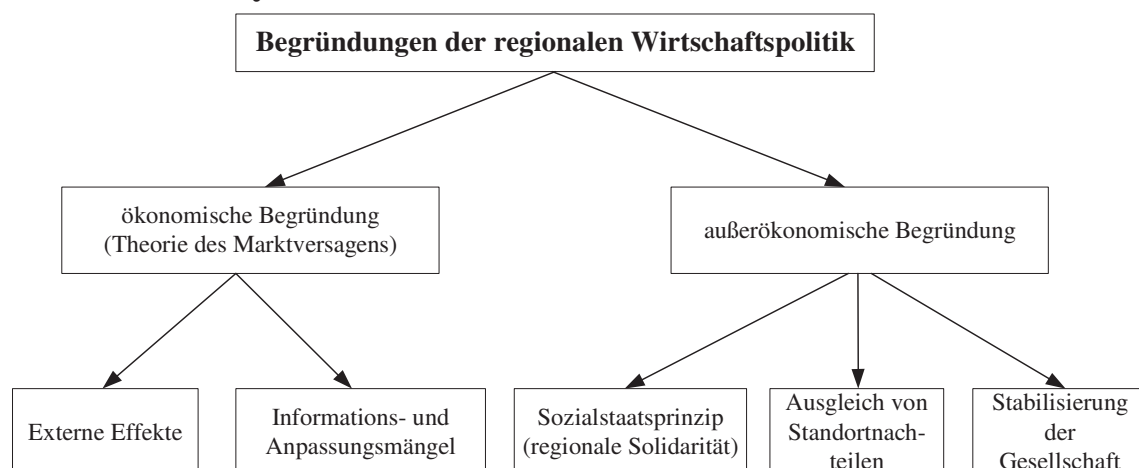 Begründungen der regionalen Wirtschaftspolitik
ökonomische Begründung
(Theorie des Marktversagens)
außerökonomische Begründung
Externe Effekte
Informations- und
Anpassungsmängel
Sozialstaatsprinzip
(regionale Solidarität)
Ausgleich von
Standortnach-
teilen
Stabilisierung
der
Gesellschaft